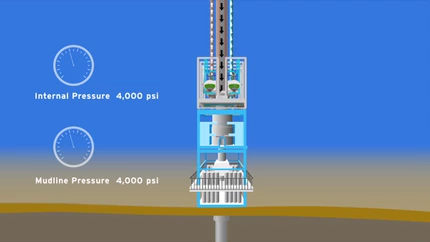 Internal Pressure 4,000 psi
Mudline Pressure 4,000 psi